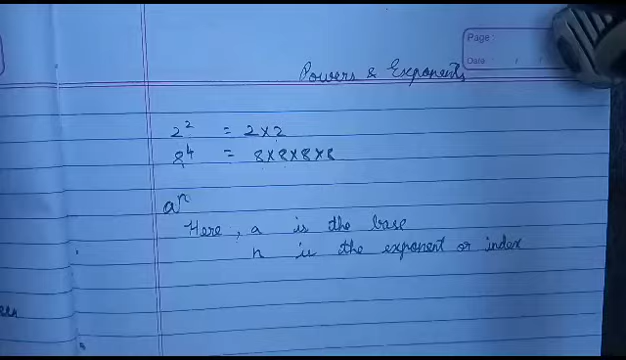 Page:
Date: / /
Powers & Exponents
2² = 2×2
8⁴ = 8×8×8×8
aⁿ
Here, a is the base
n is the exponent or index